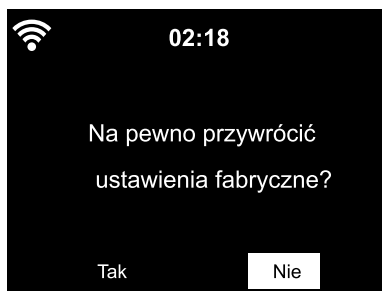 02:18
Na pewno przywrócić
ustawienia fabryczne?
Tak Nie